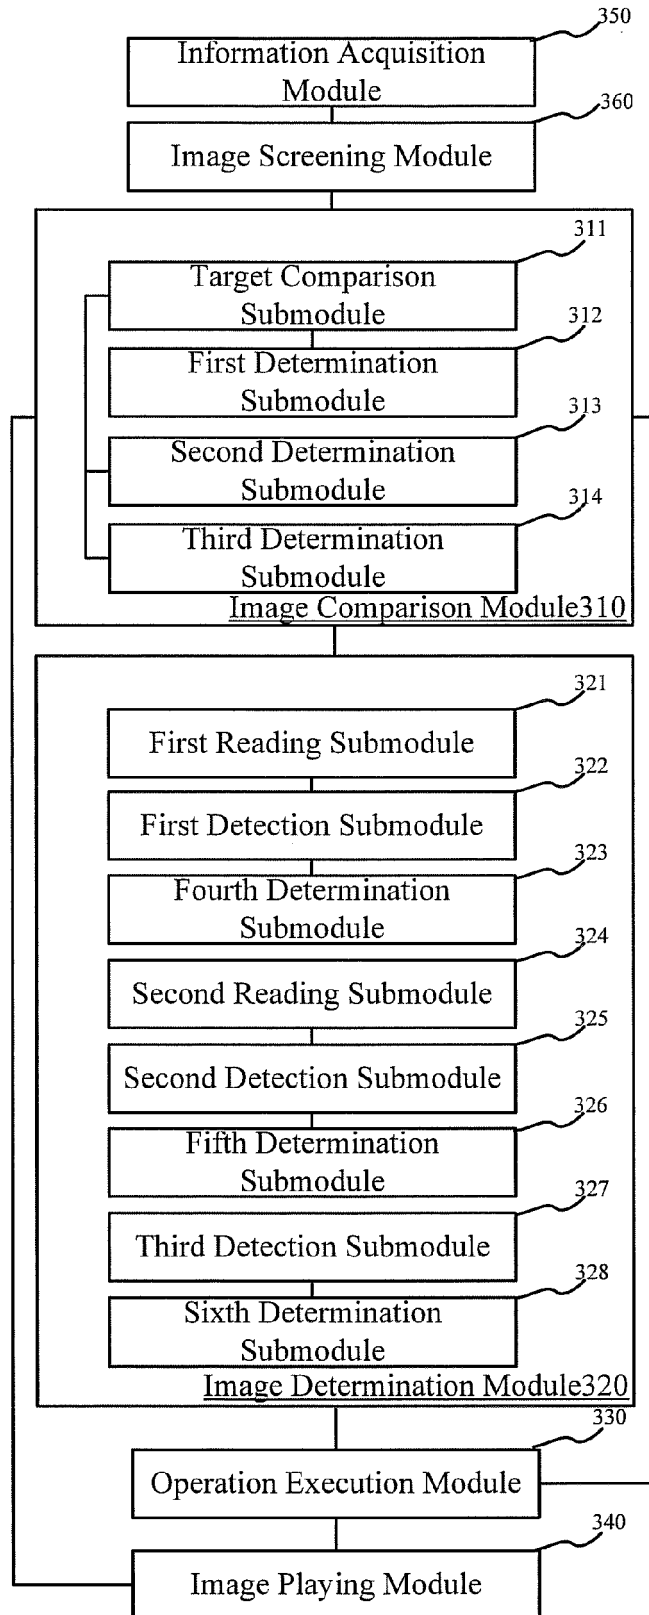 350
Information Acquisition
Module
360
Image Screening Module
311
Target Comparison
Submodule
312
First Determination
Submodule
313
Second Determination
Submodule
314
Third Determination
Submodule
Image Comparison Module310
321
First Reading Submodule
322
First Detection Submodule
323
Fourth Determination
Submodule
324
Second Reading Submodule
325
Second Detection Submodule
326
Fifth Determination
Submodule
327
Third Detection Submodule
328
Sixth Determination
Submodule
Image Determination Module320
330
Operation Execution Module
340
Image Playing Module